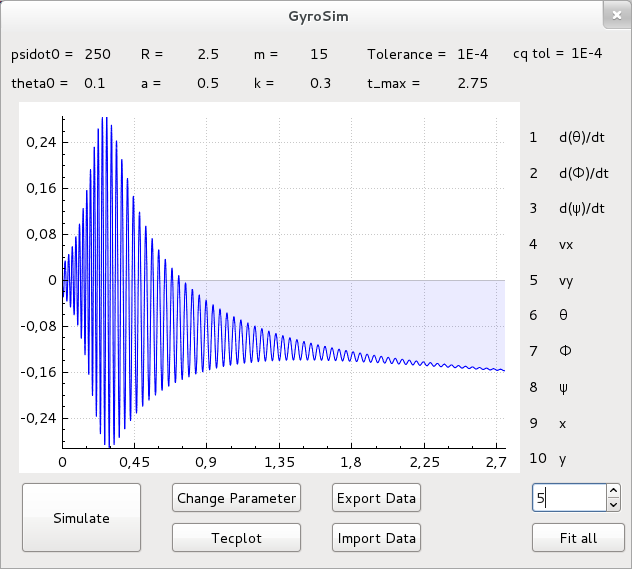 GyroSim
psidot0 = 250 R = 2.5 m = 15 Tolerance = 1E-4 cq tol = 1E-4
theta0 = 0.1 a = 0.5 k = 0.3 t_max = 2.75
0,24
0,16
0,08
0
-0,08
-0,16
-0,24
0 0,45 0,9 1,35 1,8 2,25 2,7
1 d(θ)/dt
2 d(Φ)/dt
3 d(ψ)/dt
4 vx
5 vy
6 θ
7 Φ
8 ψ
9 x
10 y
Simulate
Change Parameter
Export Data
5
Tecplot
Import Data
Fit all